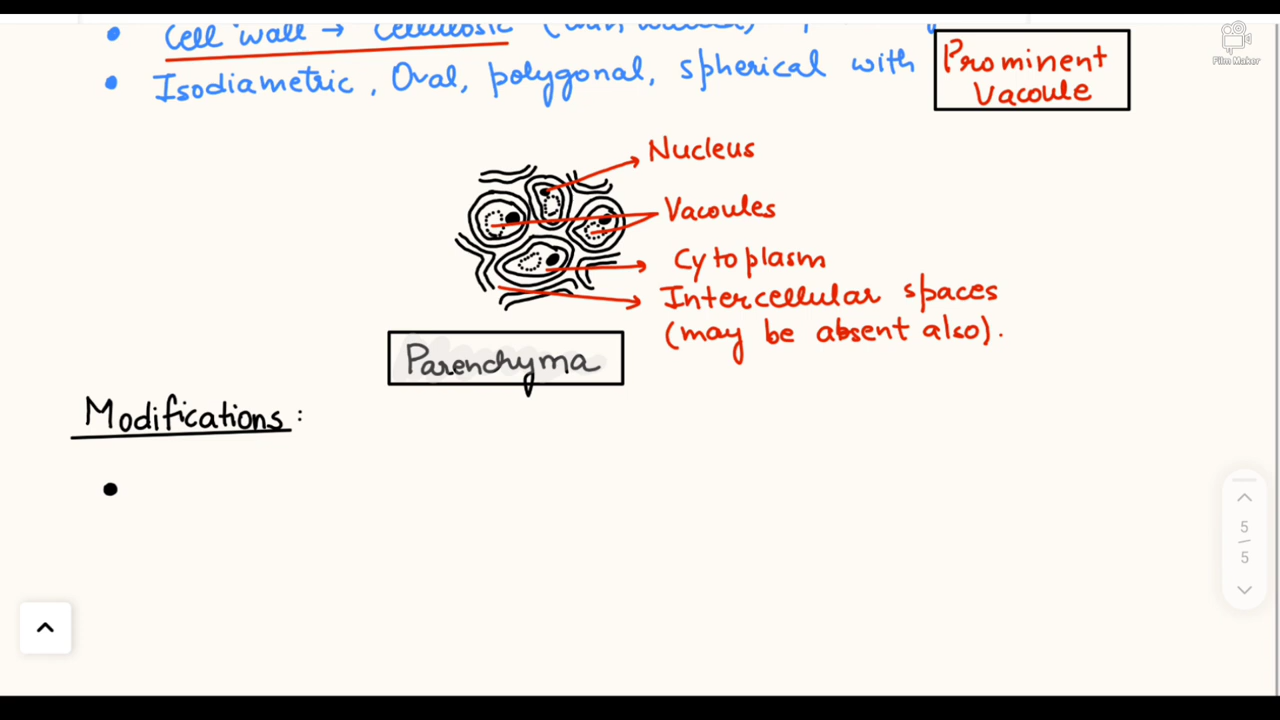 Cell wall → Cellulosic
Film Maker
• Isodiametric, Oval, polygonal, spherical with Prominent
Vacoule
Nucleus
Vacoules
Cytoplasm
Intercellular spaces
(may be absent also).
Parenchyma
Modifications:
•
5
5